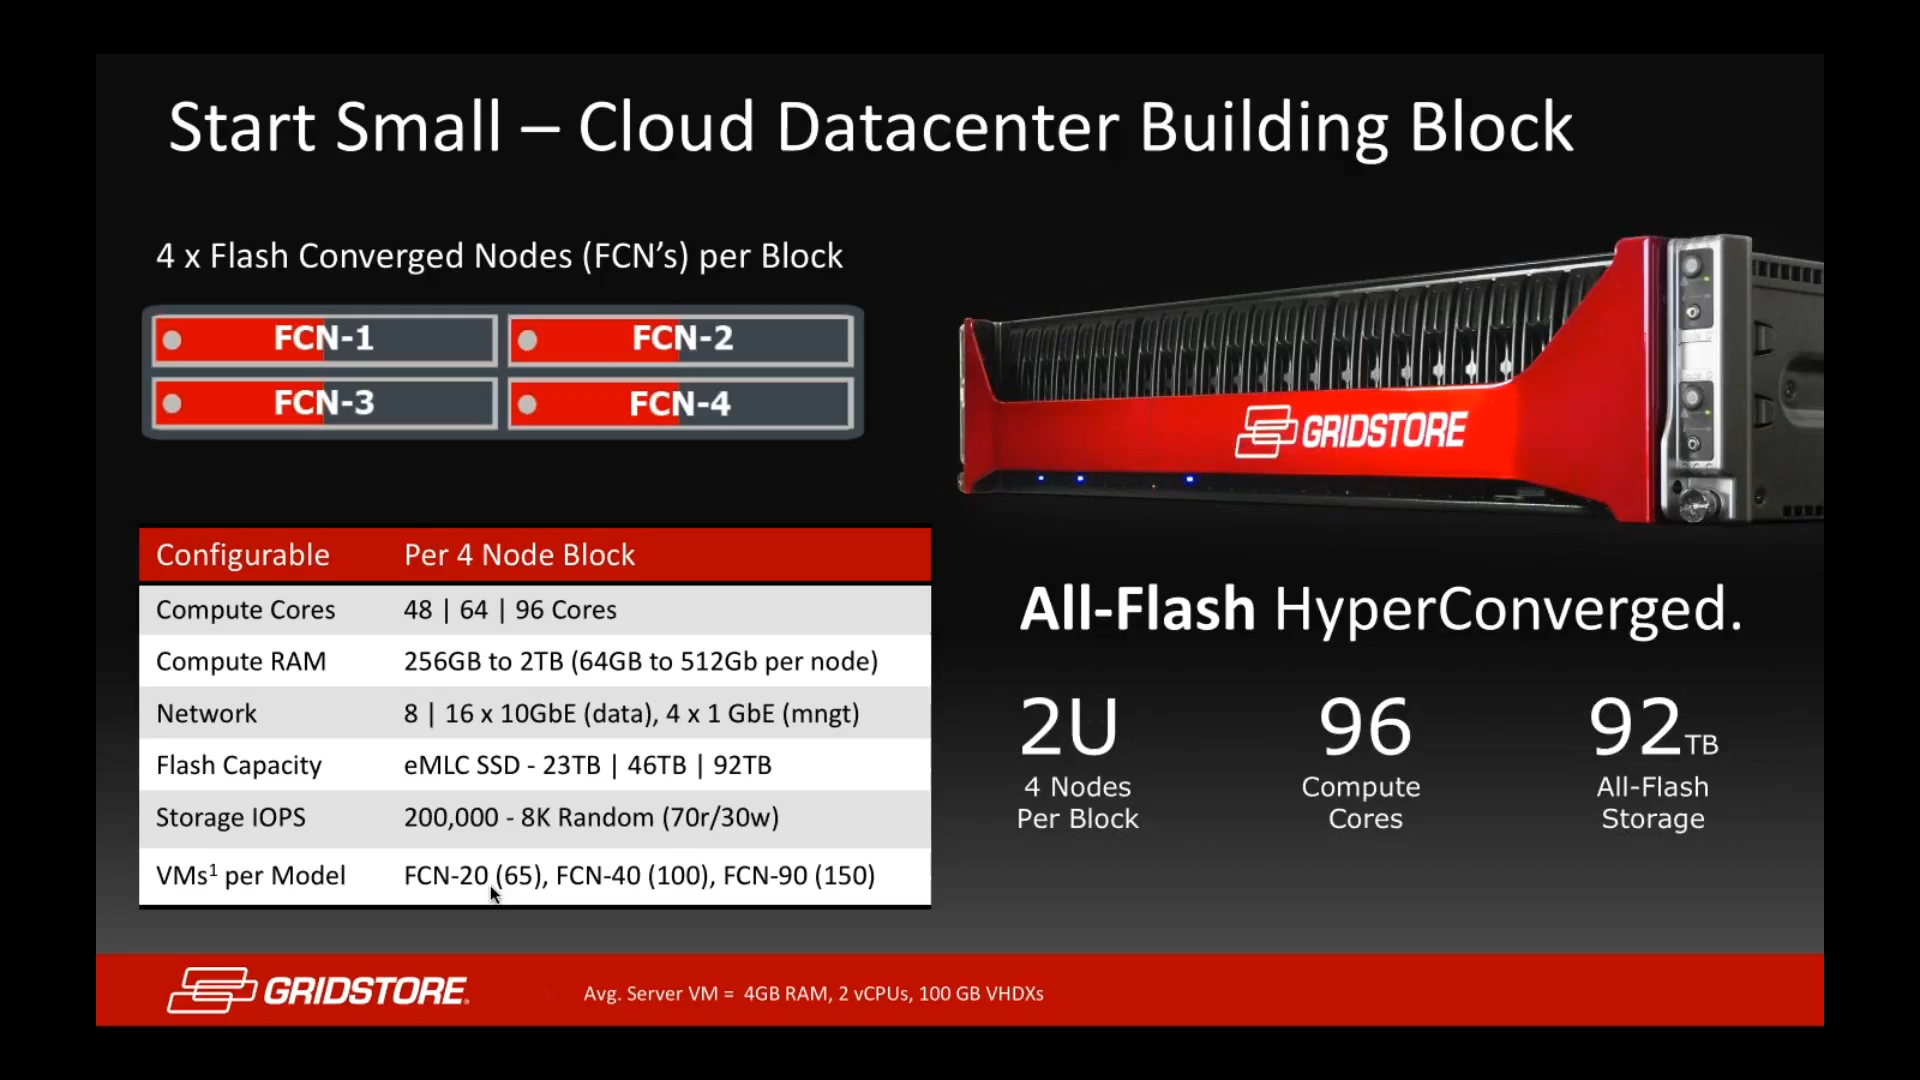 Start Small – Cloud Datacenter Building Block
4 x Flash Converged Nodes (FCN’s) per Block
FCN-1
FCN-2
FCN-3
FCN-4
GRIDSTORE
Configurable Per 4 Node Block
Compute Cores 48 | 64 | 96 Cores
Compute RAM 256GB to 2TB (64GB to 512Gb per node)
Network 8 | 16 x 10GbE (data), 4 x 1 GbE (mngt)
Flash Capacity eMLC SSD - 23TB | 46TB | 92TB
Storage IOPS 200,000 - 8K Random (70r/30w)
VMs¹ per Model FCN-20 (65), FCN-40 (100), FCN-90 (150)
All-Flash HyperConverged.
2U
4 Nodes
Per Block
96
Compute
Cores
92TB
All-Flash
Storage
GRIDSTORE
Avg. Server VM = 4GB RAM, 2 vCPUs, 100 GB VHDXs